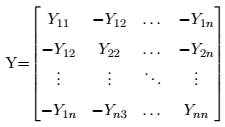 Y=
Y₁₁ −Y₁₂ … −Y₁ₙ
−Y₁₂ Y₂₂ … −Y₂ₙ
⋮ ⋮ ⋱ ⋮
−Y₁ₙ −Yₙ₃ … Yₙₙ